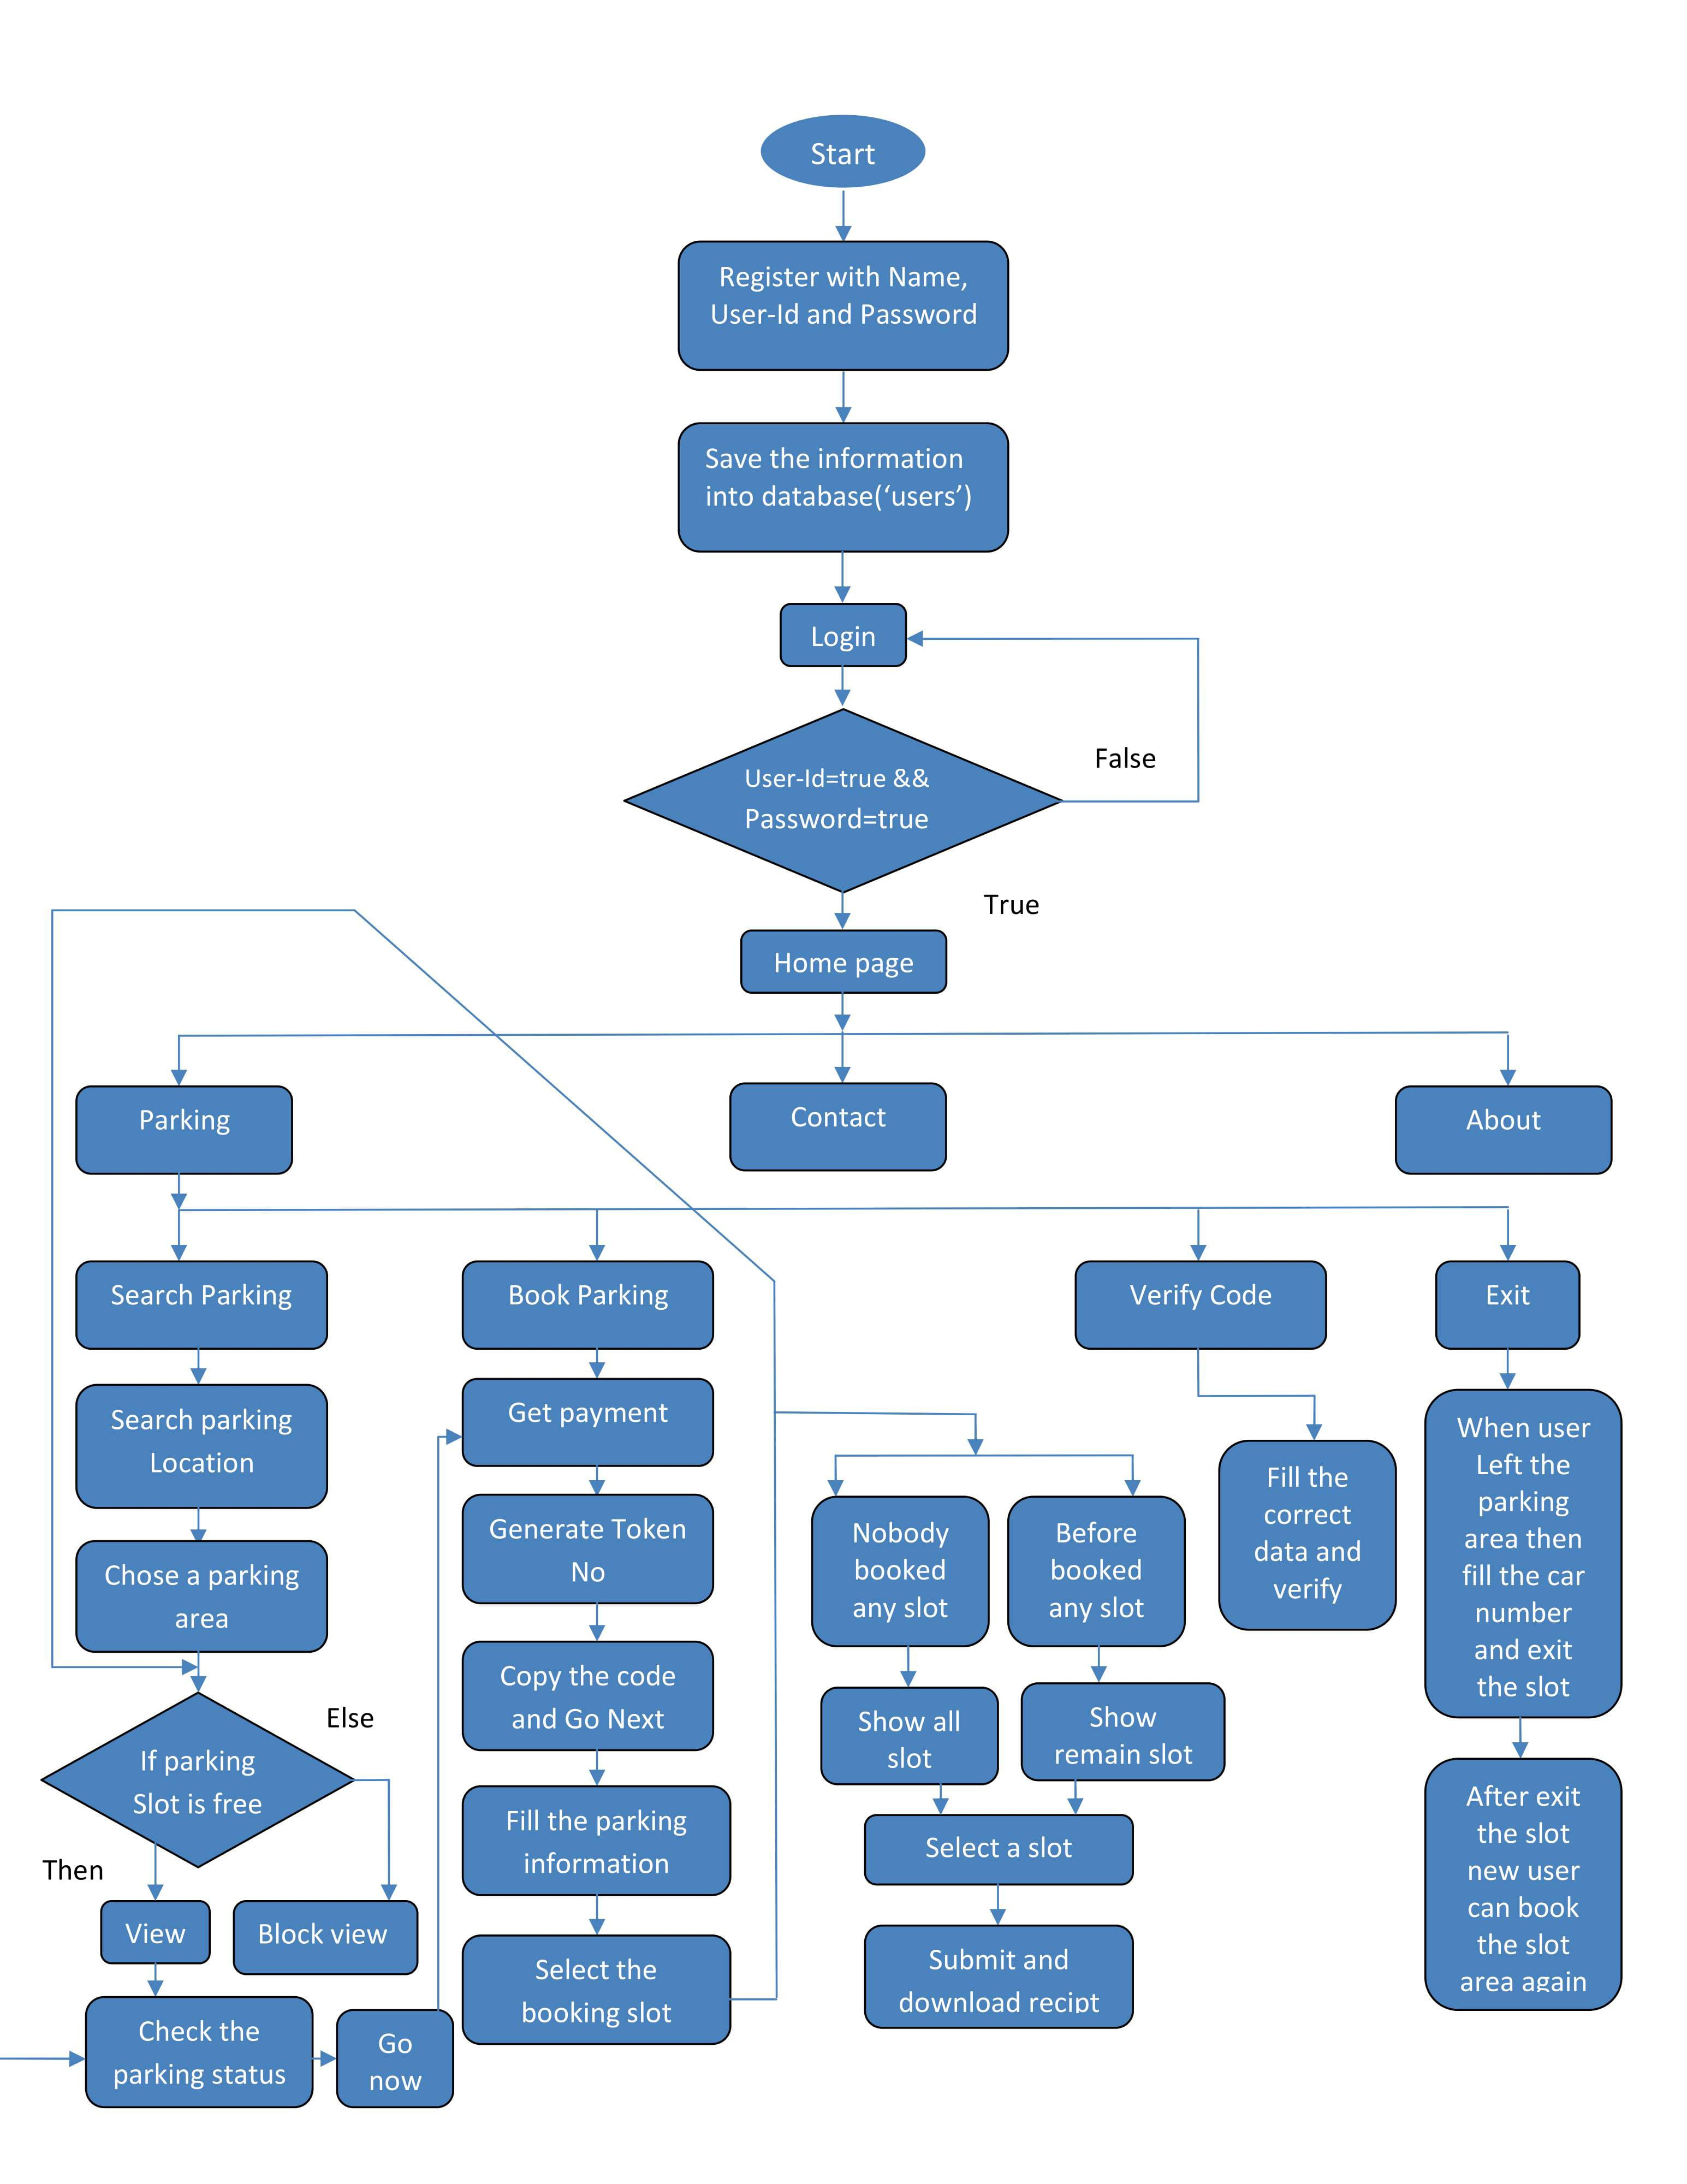 Start
Register with Name,
User-Id and Password
Save the information
into database(‘users’)
Login
False
User-Id=true &&
Password=true
True
Home page
Parking
Contact
About
Search Parking
Book Parking
Verify Code
Exit
Search parking
Location
Chose a parking
area
Else
If parking
Slot is free
Then
View
Block view
Check the
parking status
Go
now
Get payment
Generate Token
No
Copy the code
and Go Next
Fill the parking
information
Select the
booking slot
Nobody
booked
any slot
Before
booked
any slot
Show all
slot
Show
remain slot
Select a slot
Submit and
download recipt
Fill the
correct
data and
verify
When user
Left the
parking
area then
fill the car
number
and exit
the slot
After exit
the slot
new user
can book
the slot
area again